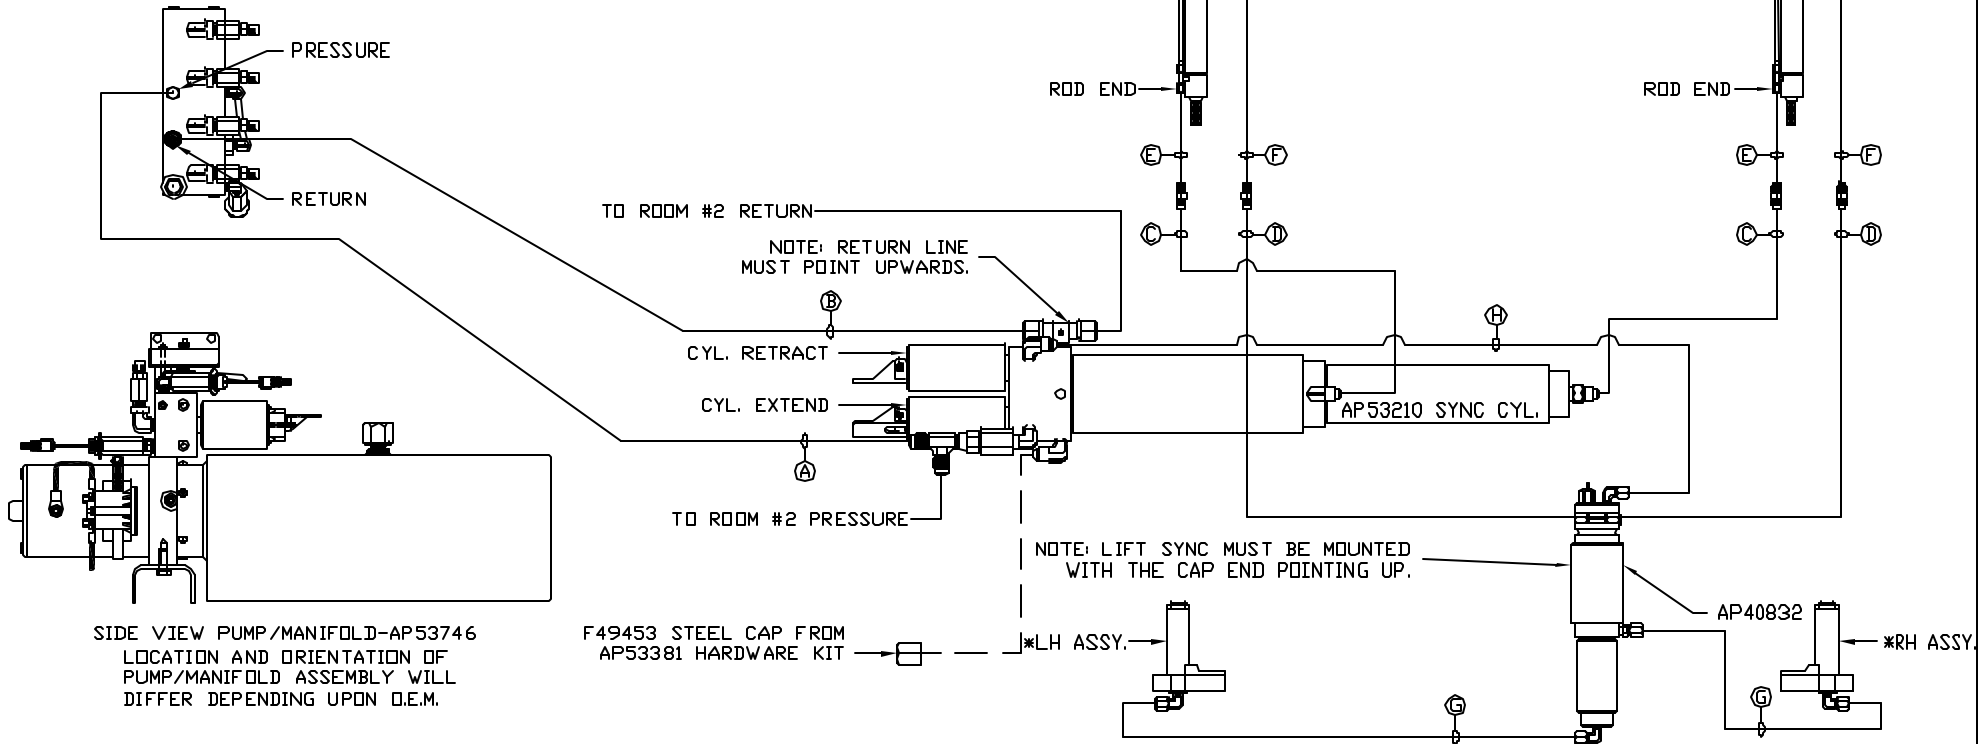 PRESSURE
RETURN
ROD END
ROD END
E
F
E
F
C
D
C
D
TO ROOM #2 RETURN
NOTE: RETURN LINE
MUST POINT UPWARDS.
B
H
CYL. RETRACT
CYL. EXTEND
AP53210 SYNC CYL.
A
TO ROOM #2 PRESSURE
NOTE: LIFT SYNC MUST BE MOUNTED
WITH THE CAP END POINTING UP.
AP40832
SIDE VIEW PUMP/MANIFOLD-AP53746
LOCATION AND ORIENTATION OF
PUMP/MANIFOLD ASSEMBLY WILL
DIFFER DEPENDING UPON O.E.M.
F49453 STEEL CAP FROM
AP53381 HARDWARE KIT
*LH ASSY.
*RH ASSY.
G
G